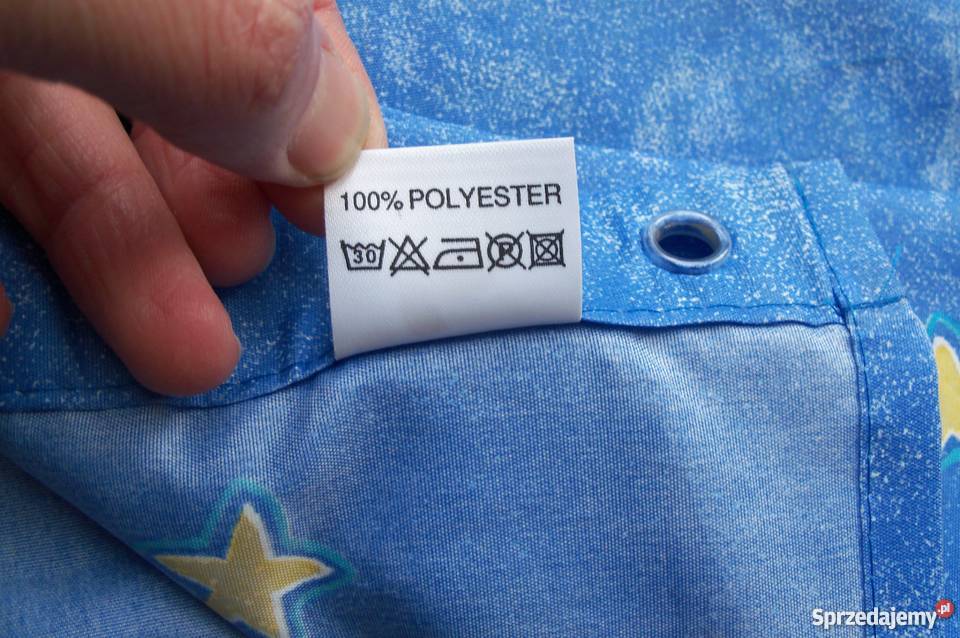 100% POLYESTER
30 P
Sprzedajemy.pl